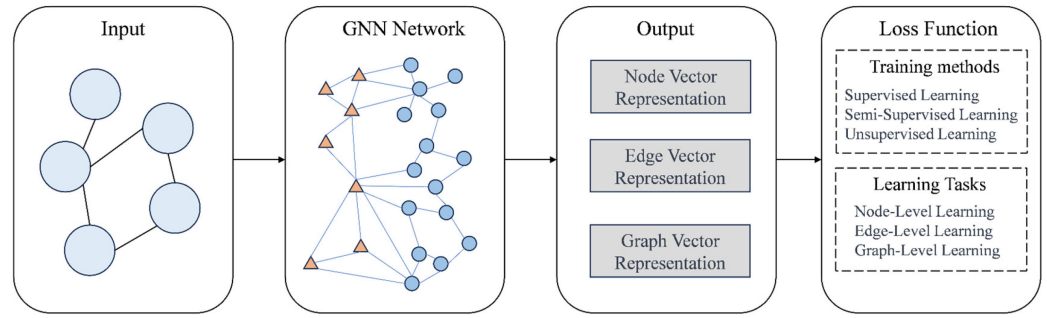 Input
GNN Network
Output
Node Vector
Representation
Edge Vector
Representation
Graph Vector
Representation
Loss Function
Training methods
Supervised Learning
Semi-Supervised Learning
Unsupervised Learning
Learning Tasks
Node-Level Learning
Edge-Level Learning
Graph-Level Learning